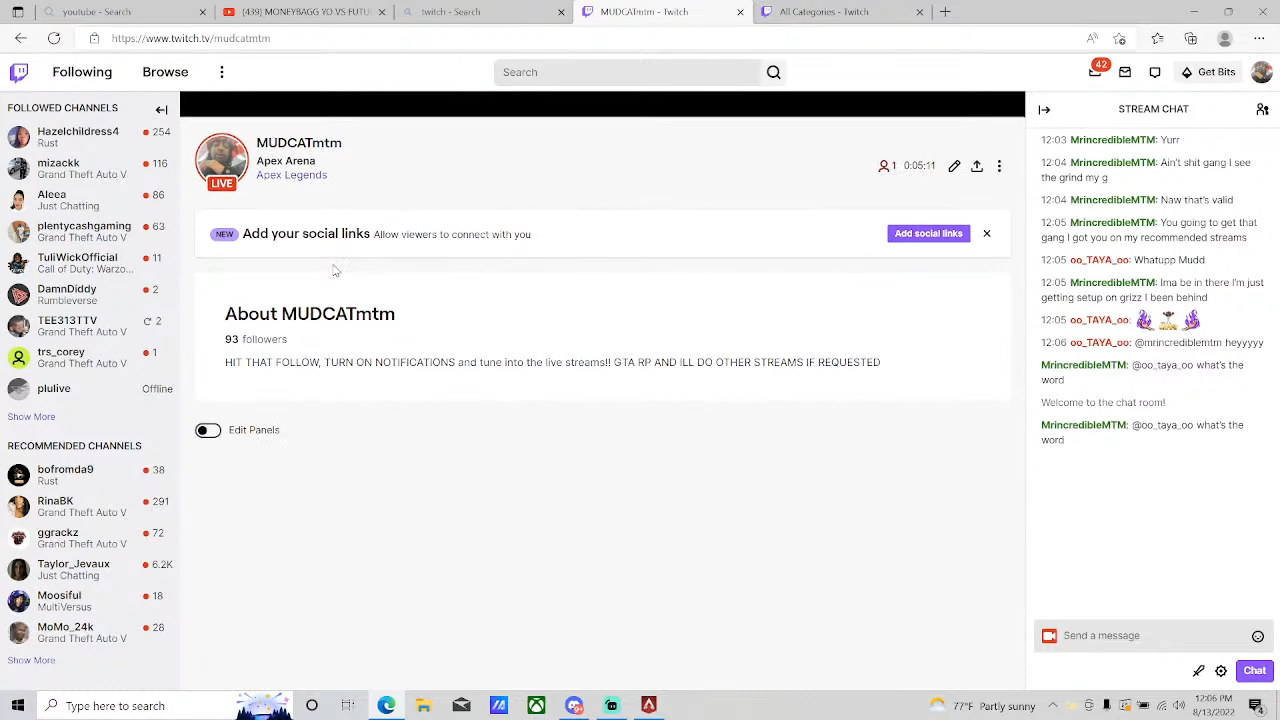 youtube - Search
(439) MONEYBAGG YO VS FUTU
twitch - Search
MUDCATmtm - Twitch
All Categories - Twitch
https://www.twitch.tv/mudcatmtm
Following
Browse
Search
42
Get Bits
FOLLOWED CHANNELS
Hazelchildress4 254
Rust
mizackk 116
Grand Theft Auto V
Aleea 86
Just Chatting
plentycashgaming 63
Grand Theft Auto V
TuliWickedofficial 11
Call of Duty: Warzo...
DamnDiddy 2
Rumbleverse
TEE313TTV 2
Grand Theft Auto V
trs_corey 1
Grand Theft Auto V
plulive Offline
Show More
RECOMMENDED CHANNELS
bofromda9 38
Rust
RinaBK 291
Grand Theft Auto V
ggrackz 72
Grand Theft Auto V
Taylor_Jevaux 6.2K
Just Chatting
Moosiful 18
MultiVersus
MoMo_24k 28
Grand Theft Auto V
Show More
MUDCATmtm
Apex Arena
Apex Legends
LIVE
1 0:05:11
NEW Add your social links Allow viewers to connect with you
Add social links
About MUDCATmtm
93 followers
HIT THAT FOLLOW, TURN ON NOTIFICATIONS and tune into the live streams!! GTA RP AND ILL DO OTHER STREAMS IF REQUESTED
Edit Panels
STREAM CHAT
12:03 MrincredibleMTM: Yurr
12:04 MrincredibleMTM: Ain't shit gang I see
the grind my g
12:04 MrincredibleMTM: Naw that's valid
12:05 MrincredibleMTM: You going to get that
gang I got you on my recommended streams
12:05 oo_TAYA_oo: Whatupp Mudd
12:05 MrincredibleMTM: Ima be in there I'm just
getting setup on grizz I been behind
12:05 oo_TAYA_oo:
12:06 oo_TAYA_oo: @mrincrediblemtm heyyyy
MrincredibleMTM: @oo_taya_oo what's the
word
Welcome to the chat room!
MrincredibleMTM: @oo_taya_oo what's the
word
Send a message
Chat
Type here to search
99+
77°F Partly sunny
12:06 PM
8/13/2022
4